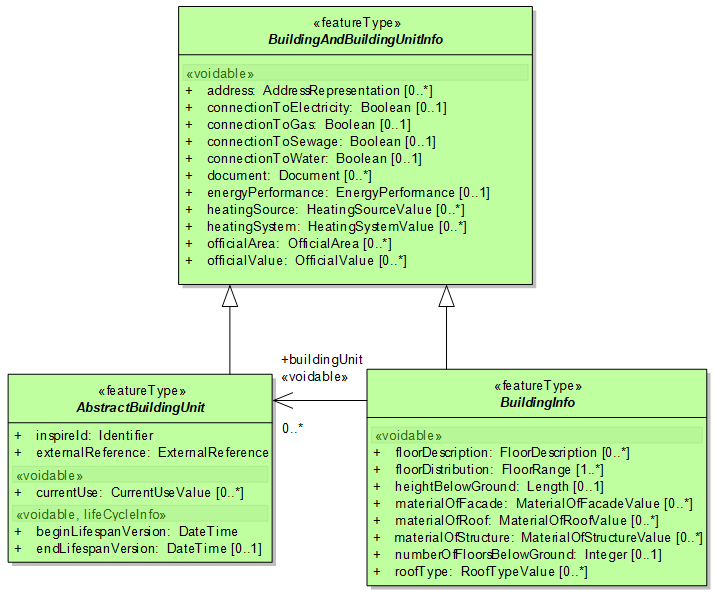 «featureType»
BuildingAndBuildingUnitInfo
«voidable»
+ address: AddressRepresentation [0..*]
+ connectionToElectricity: Boolean [0..1]
+ connectionToGas: Boolean [0..1]
+ connectionToSewage: Boolean [0..1]
+ connectionToWater: Boolean [0..1]
+ document: Document [0..*]
+ energyPerformance: EnergyPerformance [0..1]
+ heatingSource: HeatingSourceValue [0..*]
+ heatingSystem: HeatingSystemValue [0..*]
+ officialArea: OfficialArea [0..*]
+ officialValue: OfficialValue [0..*]
+buildingUnit
«voidable»
0..*
«featureType»
AbstractBuildingUnit
+ inspireId: Identifier
+ externalReference: ExternalReference
«voidable»
+ currentUse: CurrentUseValue [0..*]
«voidable, lifeCycleInfo»
+ beginLifespanVersion: DateTime
+ endLifespanVersion: DateTime [0..1]
«featureType»
BuildingInfo
«voidable»
+ floorDescription: FloorDescription [0..*]
+ floorDistribution: FloorRange [1..*]
+ heightBelowGround: Length [0..1]
+ materialOfFacade: MaterialOfFacadeValue [0..*]
+ materialOfRoof: MaterialOfRoofValue [0..*]
+ materialOfStructure: MaterialOfStructureValue [0..*]
+ numberOfFloorsBelowGround: Integer [0..1]
+ roofType: RoofTypeValue [0..*]